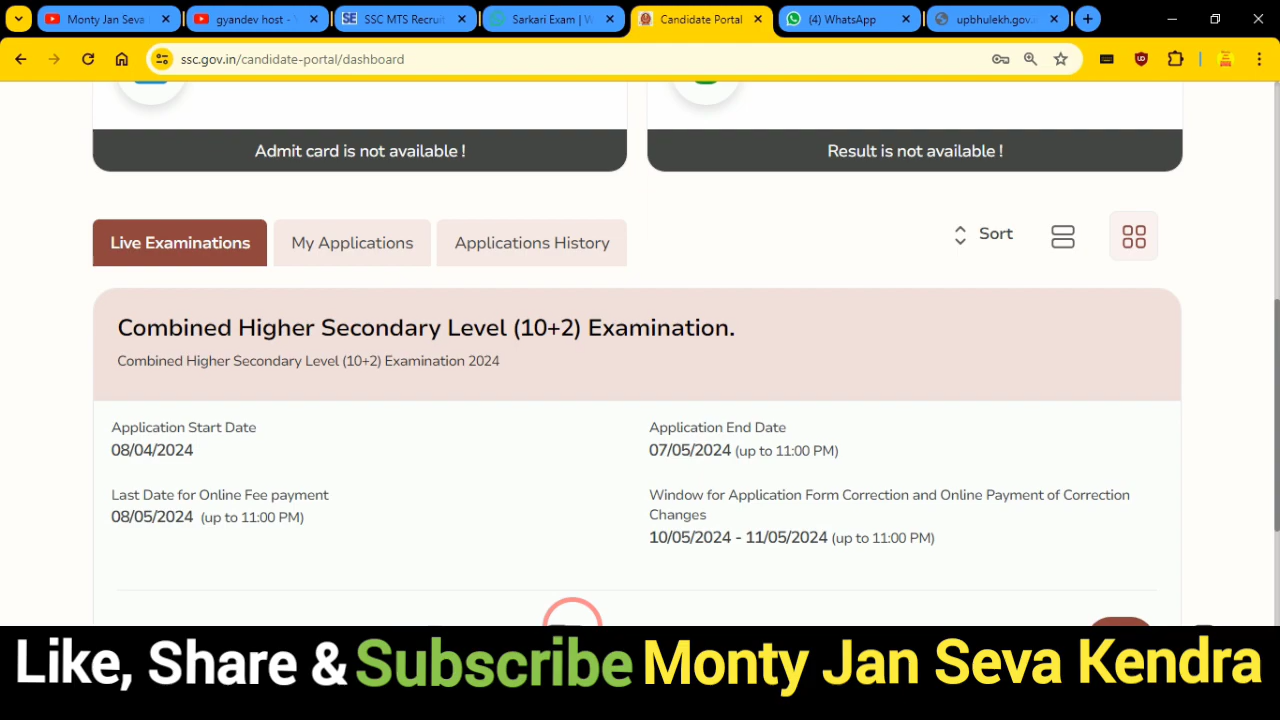 Monty Jan Seva
gyandev host -
SSC MTS Recruit
Sarkari Exam | W
Candidate Portal
(4) WhatsApp
upbhulekh.gov.
ssc.gov.in/candidate-portal/dashboard
Admit card is not available !
Result is not available !
Live Examinations
My Applications
Applications History
Sort
Combined Higher Secondary Level (10+2) Examination.
Combined Higher Secondary Level (10+2) Examination 2024
Application Start Date
08/04/2024
Application End Date
07/05/2024 (up to 11:00 PM)
Last Date for Online Fee payment
08/05/2024 (up to 11:00 PM)
Window for Application Form Correction and Online Payment of Correction
Changes
10/05/2024 - 11/05/2024 (up to 11:00 PM)
Like, Share & Subscribe Monty Jan Seva Kendra